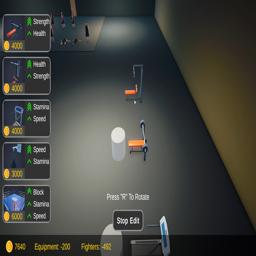 Strength
Health
4000
Health
Strength
4000
Stamina
Speed
4000
Speed
Stamina
3000
Block
Stamina
Speed
6000
Press "R" To Rotate
Stop Edit
7640 Equipment: -200 Fighters: -492